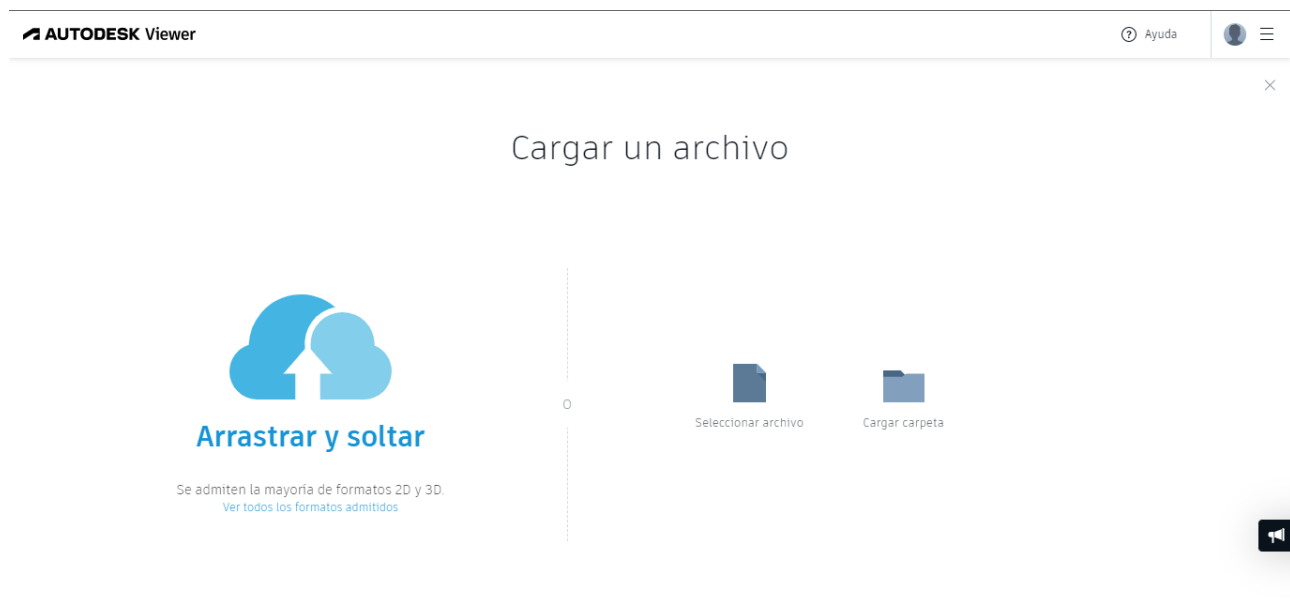 AUTODESK Viewer
Ayuda
Cargar un archivo
Arrastrar y soltar
Se admiten la mayoría de formatos 2D y 3D.
Ver todos los formatos admitidos
O
Seleccionar archivo
Cargar carpeta